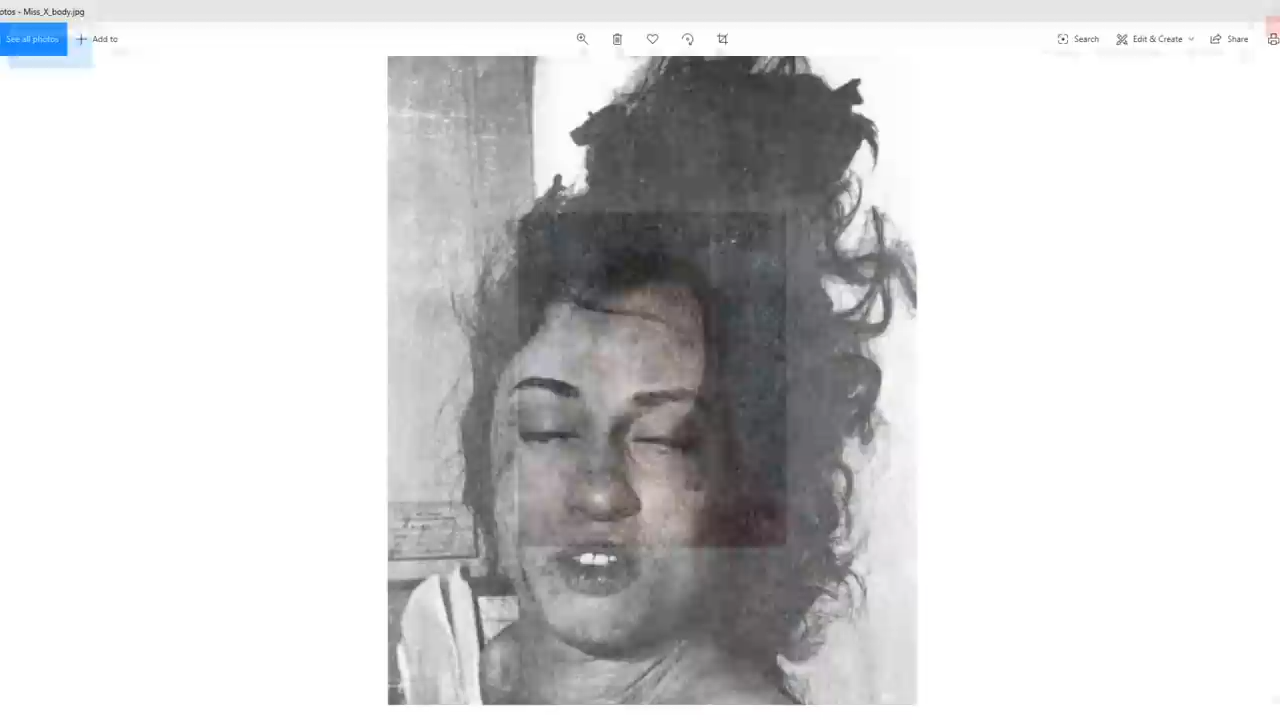 otos - Miss_X_body.jpg
See all photos
Add to
Search
Edit & Create
Share